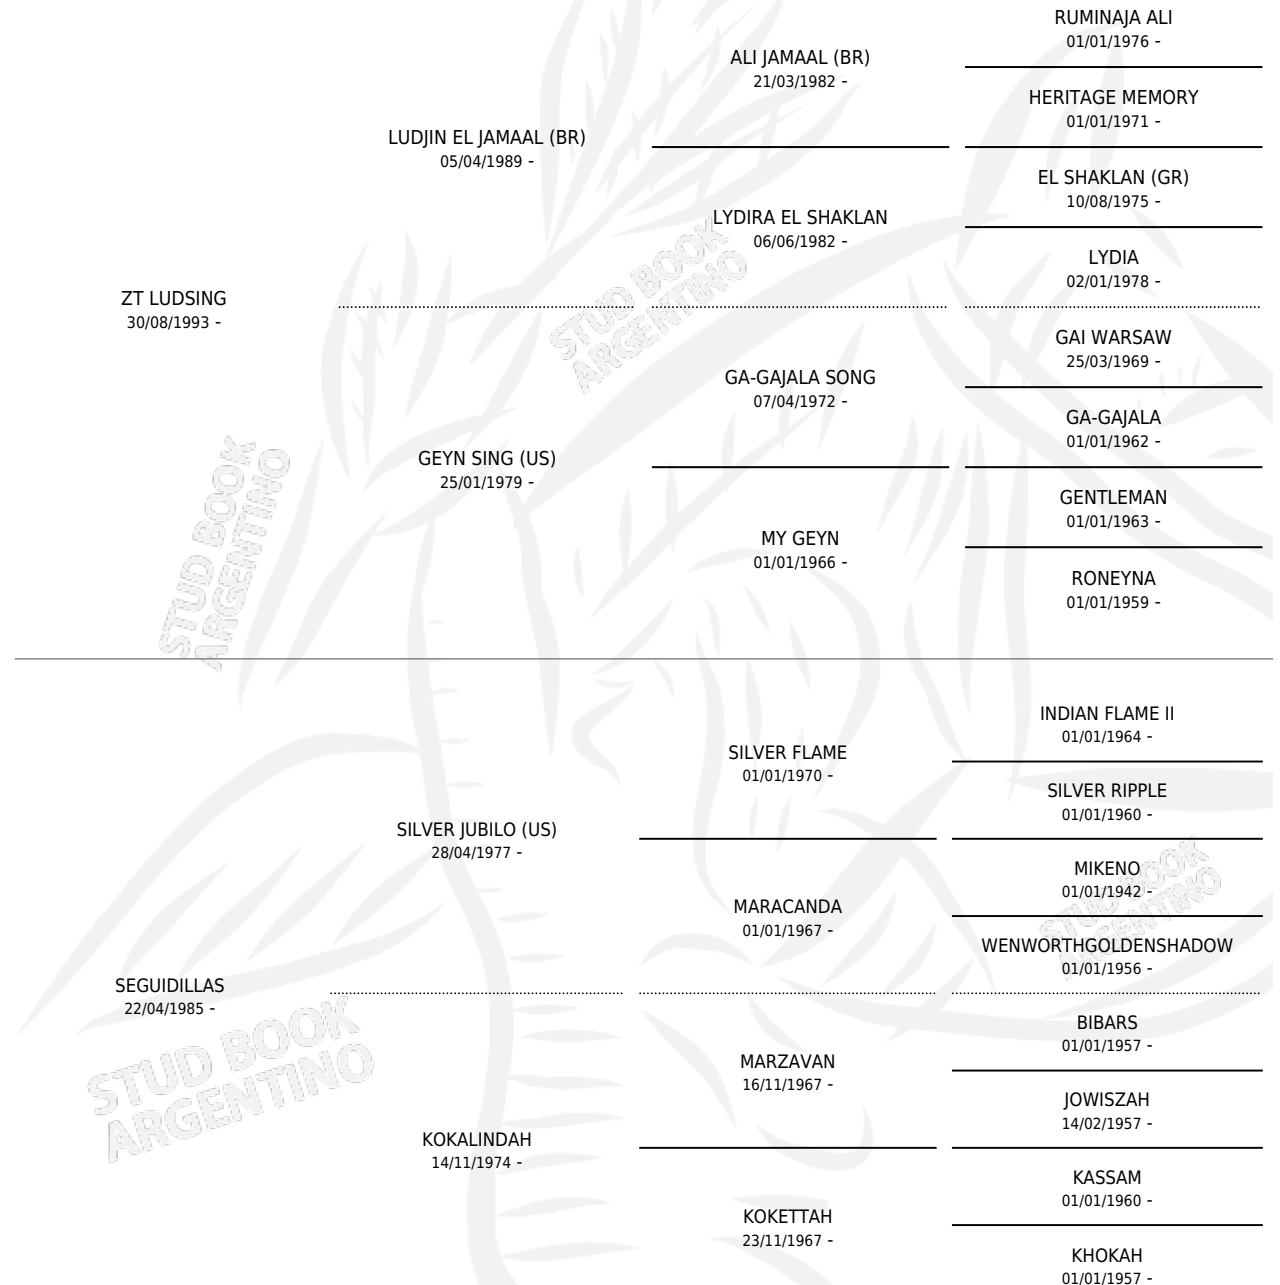 RUMINAJA ALI
01/01/1976 -
ALI JAMAAL (BR)
21/03/1982 -
HERITAGE MEMORY
01/01/1971 -
LUDJIN EL JAMAAL (BR)
05/04/1989 -
EL SHAKLAN (GR)
10/08/1975 -
LYDIRA EL SHAKLAN
06/06/1982 -
LYDIA
02/01/1978 -
ZT LUDSING
30/08/1993 -
STUD BOOK
ARGENTINO
GAI WARSAW
25/03/1969 -
GA-GAJALA SONG
07/04/1972 -
GA-GAJALA
01/01/1962 -
GEYN SING (US)
25/01/1979 -
GENTLEMAN
01/01/1963 -
MY GEYN
01/01/1966 -
RONEYNA
01/01/1959 -
STUD BOOK
ARGENTINO
INDIAN FLAME II
01/01/1964 -
SILVER FLAME
01/01/1970 -
SILVER RIPPLE
01/01/1960 -
SILVER JUBILO (US)
28/04/1977 -
MIKENO
01/01/1942 -
MARACANDA
01/01/1967 -
WENWORTHGOLDENSHADOW
01/01/1956 -
STUD BOOK
ARGENTINO
SEGUIDILLAS
22/04/1985 -
BIBARS
01/01/1957 -
MARZAVAN
16/11/1967 -
JOWISZAH
14/02/1957 -
KOKALINDAH
14/11/1974 -
KASSAM
01/01/1960 -
KOKETTAH
23/11/1967 -
KHOKAH
01/01/1957 -
STUD BOOK
ARGENTINO